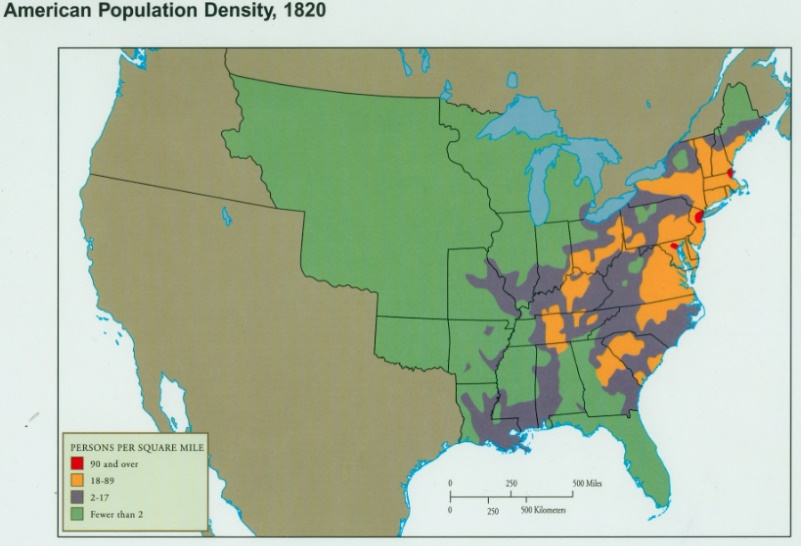 American Population Density, 1820
PERSONS PER SQUARE MILE
90 and over
18-89
2-17
Fewer than 2
0 250 500 Miles
0 250 500 Kilometers